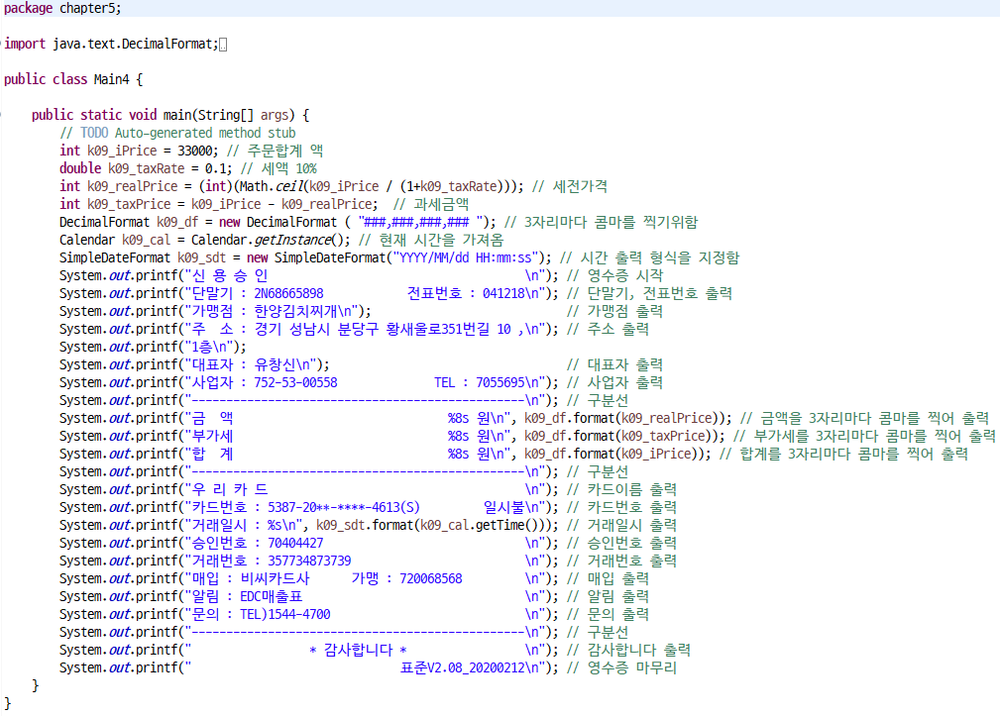 package chapter5;
import java.text.DecimalFormat;
public class Main4 {
public static void main(String[] args) {
// TODO Auto-generated method stub
int k09_iPrice = 33000; // 주문합계 액
double k09_taxRate = 0.1; // 세액 10%
int k09_realPrice = (int)(Math.ceil(k09_iPrice / (1+k09_taxRate))); // 세전가격
int k09_taxPrice = k09_iPrice - k09_realPrice;  // 과세금액
DecimalFormat k09_df = new DecimalFormat ( "###,###,###,### "); // 3자리마다 콤마를 찍기위함
Calendar k09_cal = Calendar.getInstance(); // 현재 시간을 가져옴
SimpleDateFormat k09_sdt = new SimpleDateFormat("YYYY/MM/dd HH:mm:ss"); // 시간 출력 형식을 지정함
System.out.printf("신 용 승 인                                     \n"); // 영수증 시작
System.out.printf("단말기 : 2N68665898            전표번호 : 041218\n"); // 단말기, 전표번호 출력
System.out.printf("가맹점 : 한양김치찌개\n");                            // 가맹점 출력
System.out.printf("주  소 : 경기 성남시 분당구 황새울로351번길 10 ,\n"); // 주소 출력
System.out.printf("1층\n");
System.out.printf("대표자 : 유창신\n");                                  // 대표자 출력
System.out.printf("사업자 : 752-53-00558              TEL : 7055695\n"); // 사업자 출력
System.out.printf("------------------------------------------------\n"); // 구분선
System.out.printf("금  액                               %8s 원\n", k09_df.format(k09_realPrice)); // 금액을 3자리마다 콤마를 찍어 출력
System.out.printf("부가세                               %8s 원\n", k09_df.format(k09_taxPrice)); // 부가세를 3자리마다 콤마를 찍어 출력
System.out.printf("합  계                               %8s 원\n", k09_df.format(k09_iPrice)); // 합계를 3자리마다 콤마를 찍어 출력
System.out.printf("------------------------------------------------\n"); // 구분선
System.out.printf("우 리 카 드                                     \n"); // 카드이름 출력
System.out.printf("카드번호 : 5387-20**-****-4613(S)         일시불\n"); // 카드번호 출력
System.out.printf("거래일시 : %s\n", k09_sdt.format(k09_cal.getTime())); // 거래일시 출력
System.out.printf("승인번호 : 70404427                             \n"); // 승인번호 출력
System.out.printf("거래번호 : 357734873739                         \n"); // 거래번호 출력
System.out.printf("매입 : 비씨카드사      가맹 : 720068568         \n"); // 매입 출력
System.out.printf("알림 : EDC매출표                                \n"); // 알림 출력
System.out.printf("문의 : TEL)1544-4700                            \n"); // 문의 출력
System.out.printf("------------------------------------------------\n"); // 구분선
System.out.printf("                 * 감사합니다 *                 \n"); // 감사합니다 출력
System.out.printf("                              표준V2.08_20200212\n"); // 영수증 마무리
}
}